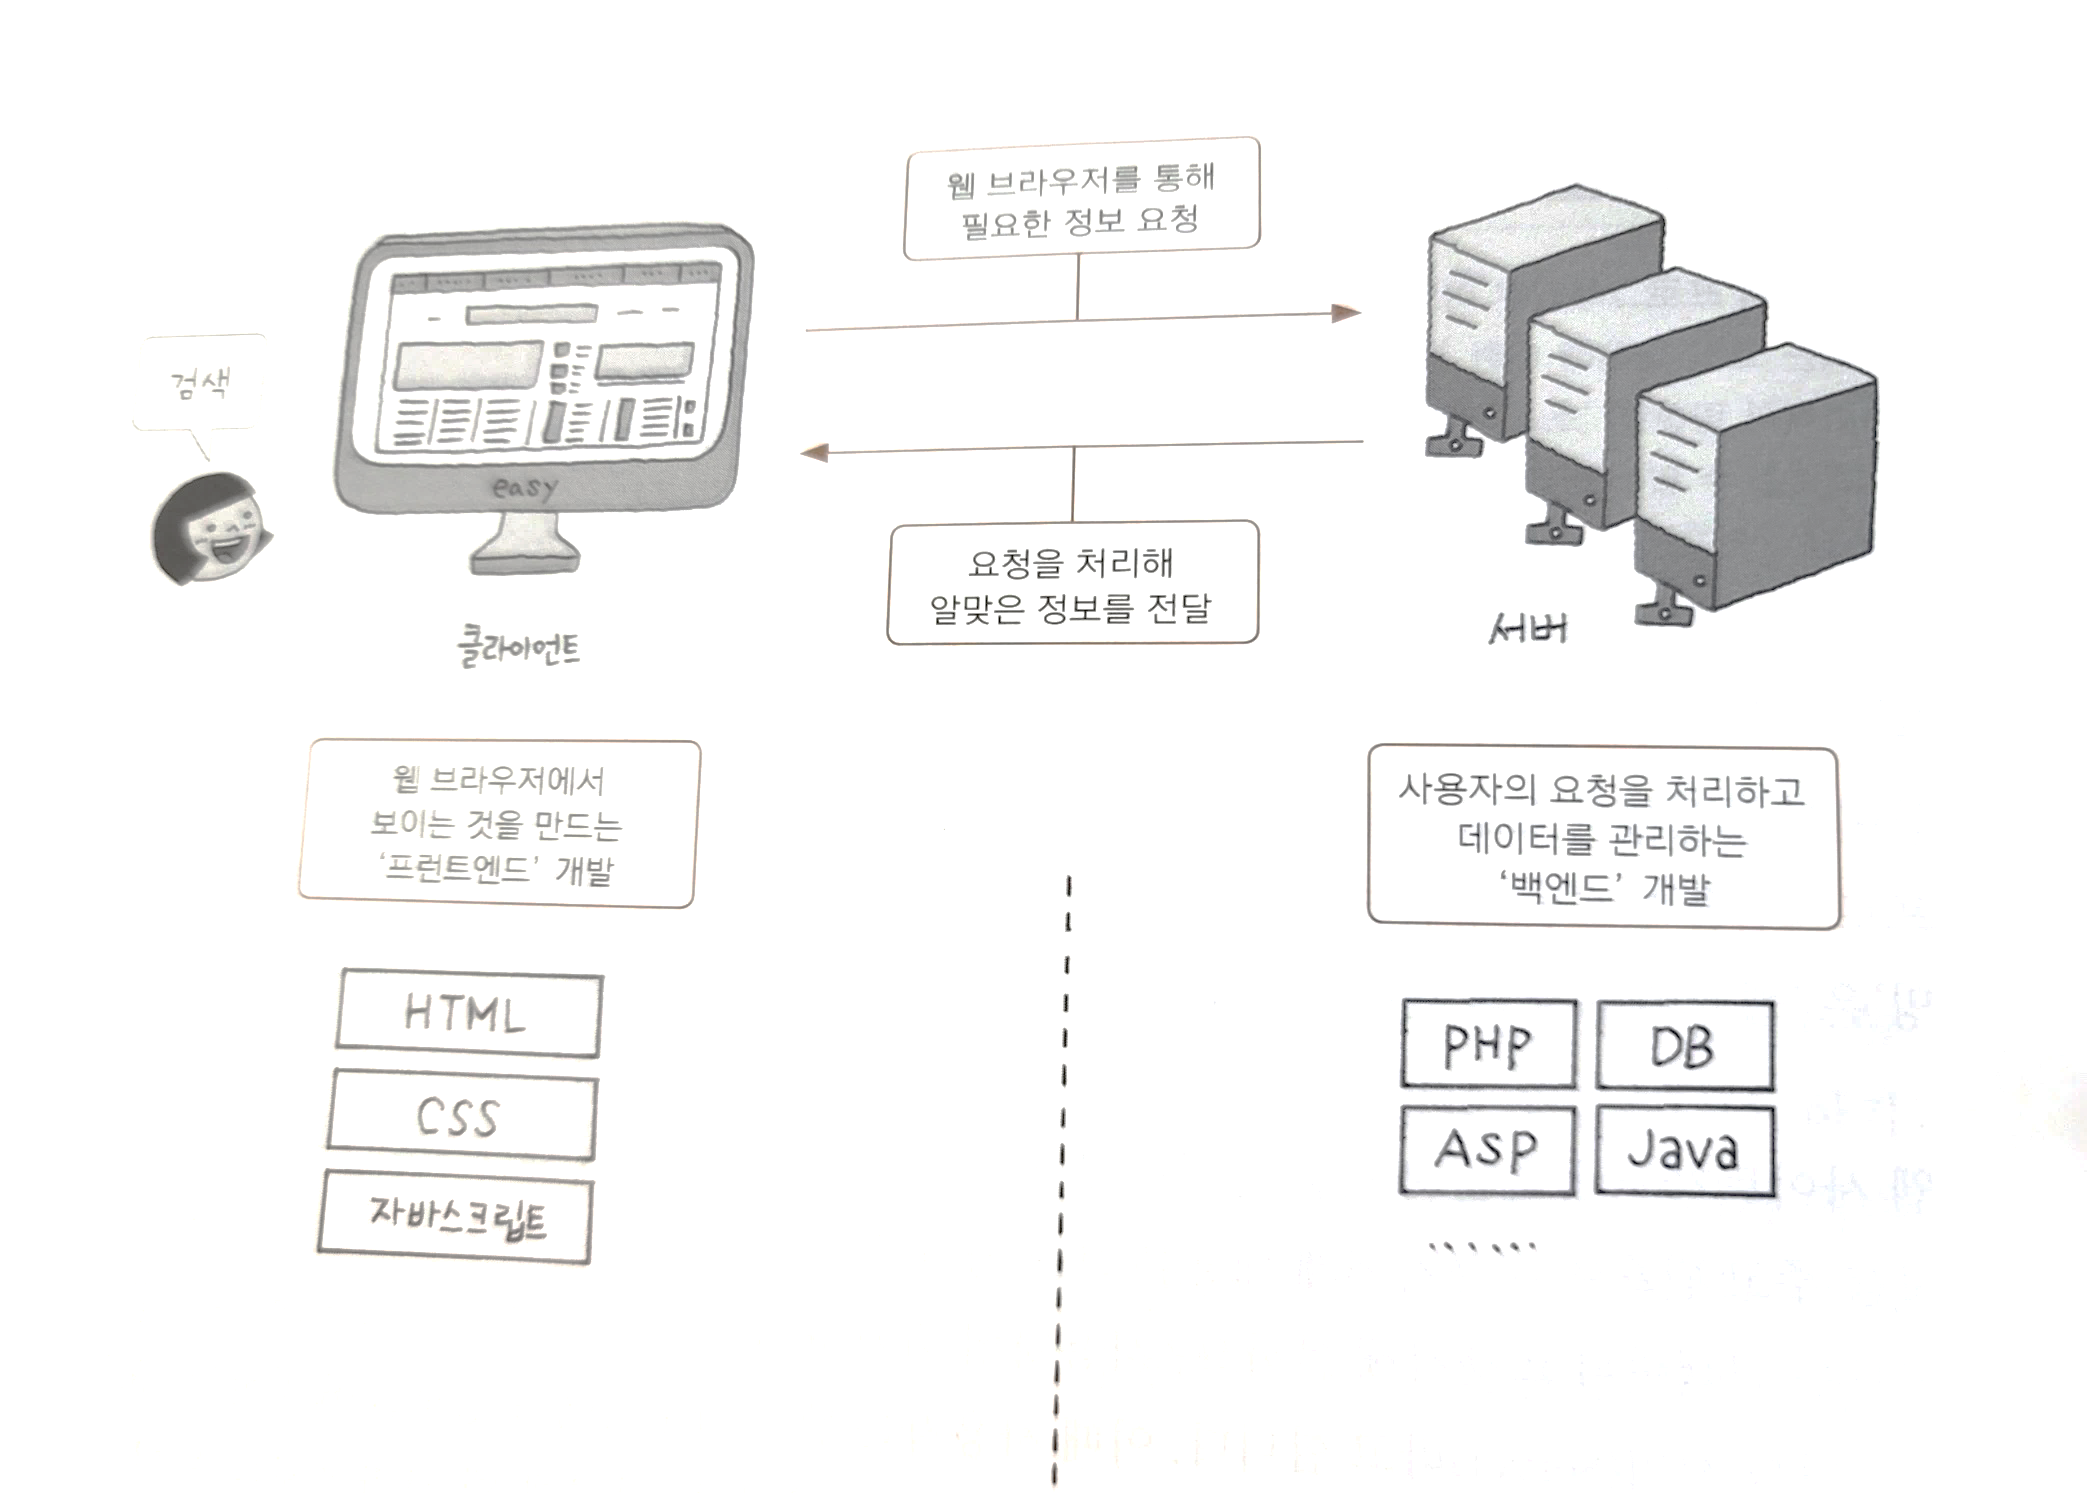 웹 브라우저를 통해
필요한 정보 요청
검색
easy
요청을 처리해
알맞은 정보를 전달
클라이언트
서버
웹 브라우저에서
보이는 것을 만드는
‘프런트엔드’ 개발
사용자의 요청을 처리하고
데이터를 관리하는
‘백엔드’ 개발
HTML
CSS
자바스크립트
PHP
DB
ASP
Java
······